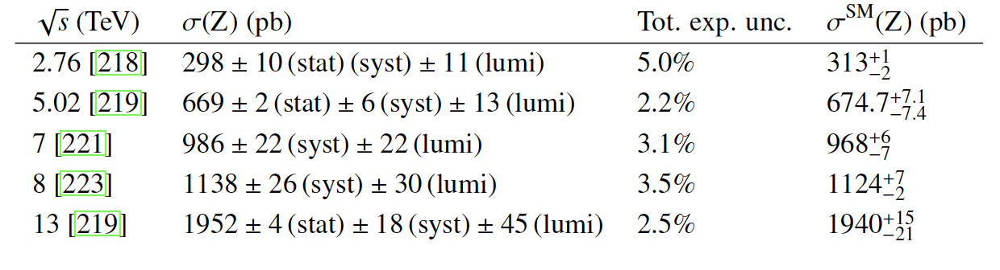 √s (TeV) σ(Z) (pb) Tot. exp. unc. σ^SM(Z) (pb)
2.76 [218] 298 ± 10 (stat) (syst) ± 11 (lumi) 5.0% 313^{+1}_{−2}
5.02 [219] 669 ± 2 (stat) ± 6 (syst) ± 13 (lumi) 2.2% 674.7^{+7.1}_{−7.4}
7 [221] 986 ± 22 (syst) ± 22 (lumi) 3.1% 968^{+6}_{−7}
8 [223] 1138 ± 26 (syst) ± 30 (lumi) 3.5% 1124^{+7}_{−2}
13 [219] 1952 ± 4 (stat) ± 18 (syst) ± 45 (lumi) 2.5% 1940^{+15}_{−21}